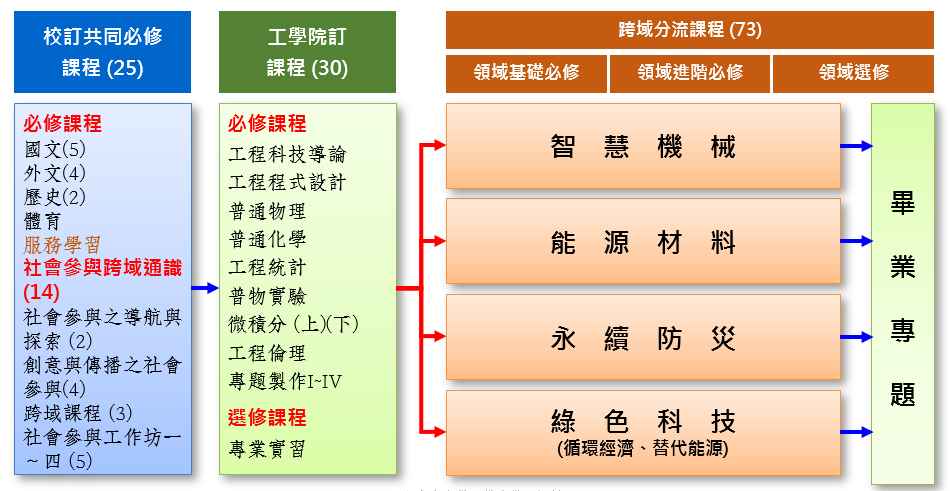 校訂共同必修
課程 (25)
必修課程
國文(5)
外文(4)
歷史(2)
體育
服務學習
社會參與跨域通識
(14)
社會參與之導航與
探索 (2)
創意與傳播之社會
參與(4)
跨域課程 (3)
社會參與工作坊一
~ 四 (5)
工學院訂
課程 (30)
必修課程
工程科技導論
工程程式設計
普通物理
普通化學
工程統計
普物實驗
微積分 (上)(下)
工程倫理
專題製作I~IV
選修課程
專業實習
跨域分流課程 (73)
領域基礎必修
領域進階必修
領域選修
智 慧 機 械
能 源 材 料
永 續 防 災
綠 色 科 技
(循環經濟、替代能源)
畢
業
專
題